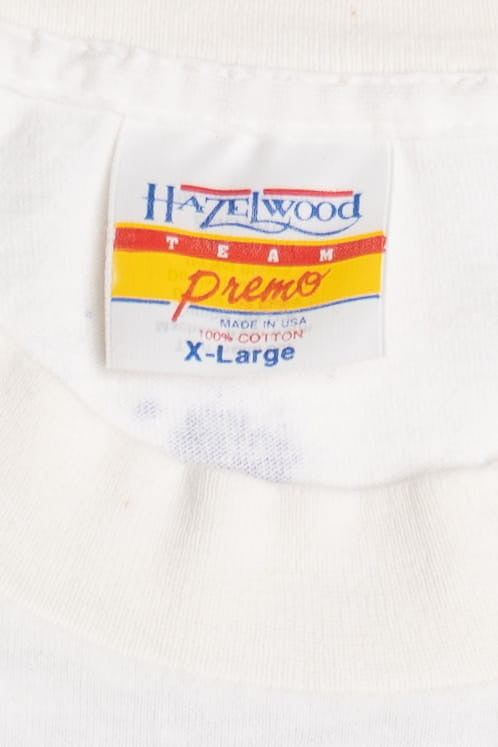 HAZELWOOD
TEAM
Premo
MADE IN USA
100% COTTON
X-Large